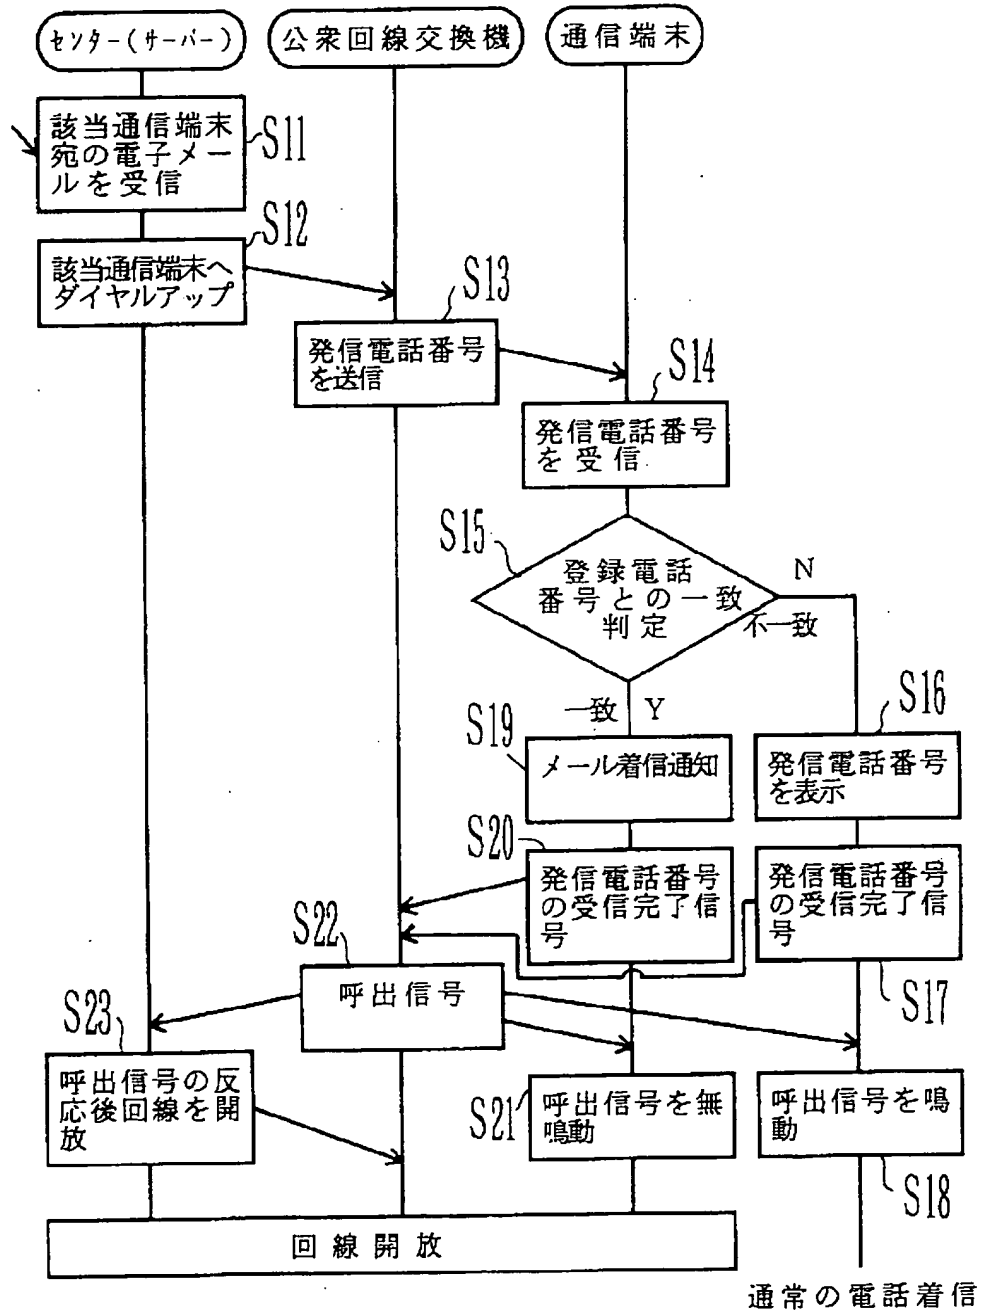 センター(サーバー)
公衆回線交換機
通信端末
該当通信端末
宛の電子メー
ルを受信
S11
S12
該当通信端末へ
ダイヤルアップ
S13
発信電話番号
を送信
S14
発信電話番号
を受信
S15
登録電話
番号との一致
判定
N
不一致
一致 Y
S16
S19
メール着信通知
発信電話番号
を表示
S20
発信電話番号
の受信完了信
号
発信電話番号
の受信完了信
号
S22
呼出信号
S17
S23
呼出信号の反
応後回線を開
放
S21
呼出信号を無
鳴動
呼出信号を鳴
動
S18
回線開放
通常の電話着信